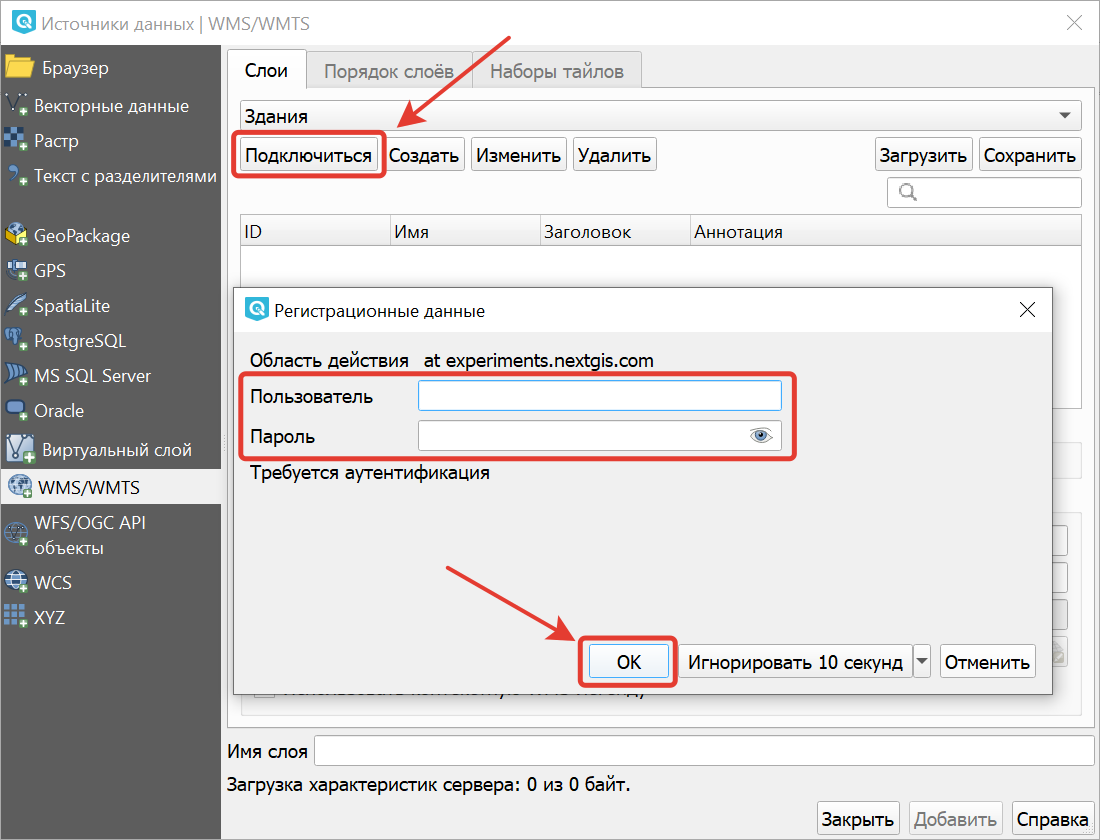 Источники данных | WMS/WMTS
Браузер
Векторные данные
Растр
Текст с разделителями
GeoPackage
GPS
SpatiaLite
PostgreSQL
MS SQL Server
Oracle
Виртуальный слой
WMS/WMTS
WFS/OGC API
объекты
WCS
XYZ
Слои Порядок слоёв Наборы тайлов
Здания
Подключиться Создать Изменить Удалить Загрузить Сохранить
ID Имя Заголовок Аннотация
Регистрационные данные
Область действия at experiments.nextgis.com
Пользователь
Пароль
Требуется аутентификация
OK Игнорировать 10 секунд Отменить
Имя слоя
Загрузка характеристик сервера: 0 из 0 байт.
Закрыть Добавить Справка